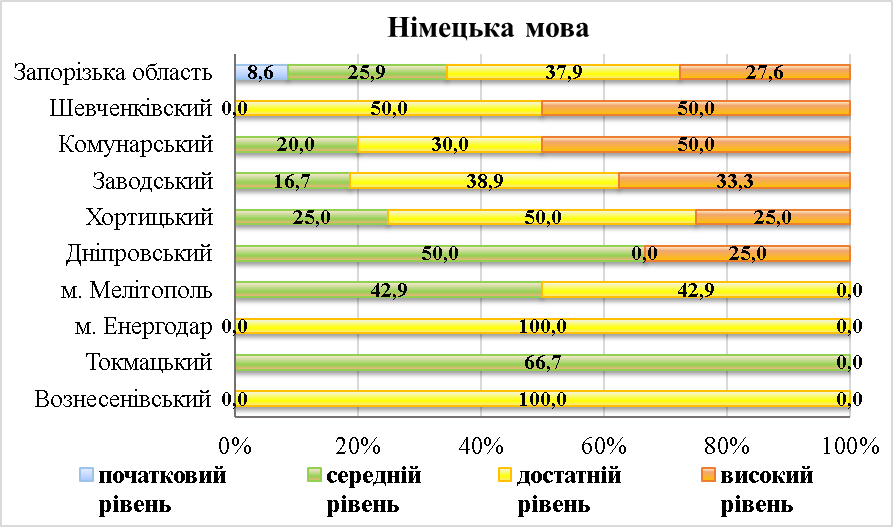 Німецька мова
Запорізька область 8,6 25,9 37,9 27,6
Шевченківский 0,0 50,0 50,0
Комунарський 20,0 30,0 50,0
Заводський 16,7 38,9 33,3
Хортицький 25,0 50,0 25,0
Дніпровський 50,0 0,0 25,0
м. Мелітополь 42,9 42,9 0,0
м. Енергодар 0,0 100,0 0,0
Токмацький 66,7 0,0
Вознесенівський 0,0 100,0 0,0
0% 20% 40% 60% 80% 100%
початковий середній достатній високий
рівень рівень рівень рівень